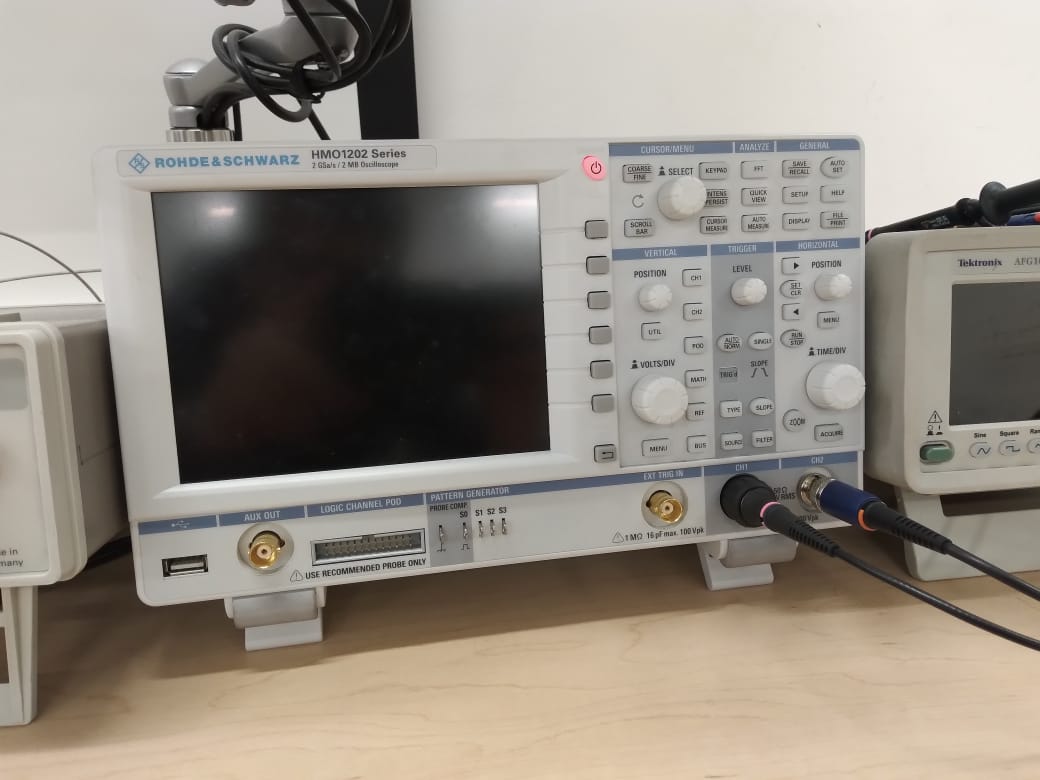 ROHDE & SCHWARZ
HMO1202 Series
2 GSa/s / 2 MB Oscilloscope
CURSOR/MENU
ANALYZE
GENERAL
COARSE
FINE
SELECT
KEYPAD
FFT
SAVE
RECALL
AUTO
SET
INTENS
PERSIST
QUICK
VIEW
SETUP
HELP
SCROLL
BAR
CURSOR
MEASURE
AUTO
MEASURE
DISPLAY
FILE
PRINT
VERTICAL
TRIGGER
HORIZONTAL
POSITION
CH1
LEVEL
POSITION
SET
CLR
CH2
MENU
UTIL
POD
AUTO
NORM
SINGLE
RUN
STOP
VOLTS/DIV
MATH
TRIG'd
SLOPE
TIME/DIV
REF
TYPE
SLOPE
ZOOM
MENU
BUS
SOURCE
FILTER
ACQUIRE
AUX OUT
LOGIC CHANNEL POD
PATTERN GENERATOR
PROBE COMP.
S0
S1
S2
S3
EXT TRIG IN
CH1
CH2
USE RECOMMENDED PROBE ONLY
1 MΩ 16 pF max. 100 Vpk
Tektronix
Sine
Square